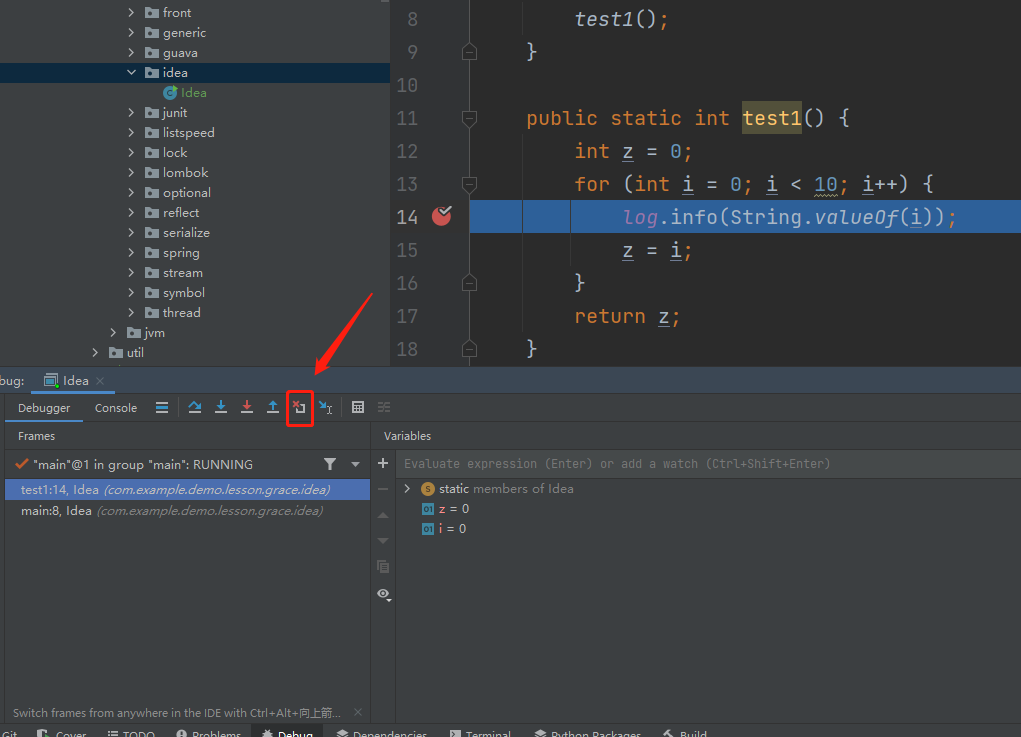 front
generic
guava
idea
Idea
junit
listspeed
lock
lombok
optional
reflect
serialize
spring
stream
symbol
thread
jvm
util
8 test1();
9 }
10
11 public static int test1() {
12 int z = 0;
13 for (int i = 0; i < 10; i++) {
14 log.info(String.valueOf(i));
15 z = i;
16 }
17 return z;
18 }
bug: Idea
Debugger Console
Frames
Variables
"main"@1 in group "main": RUNNING
Evaluate expression (Enter) or add a watch (Ctrl+Shift+Enter)
test1:14, Idea (com.example.demo.lesson.grace.idea)
main:8, Idea (com.example.demo.lesson.grace.idea)
static members of Idea
z = 0
i = 0
Switch frames from anywhere in the IDE with Ctrl+Alt+向上箭...
Git Cover TODO Problems Debug Dependencies Terminal Python Packages Build